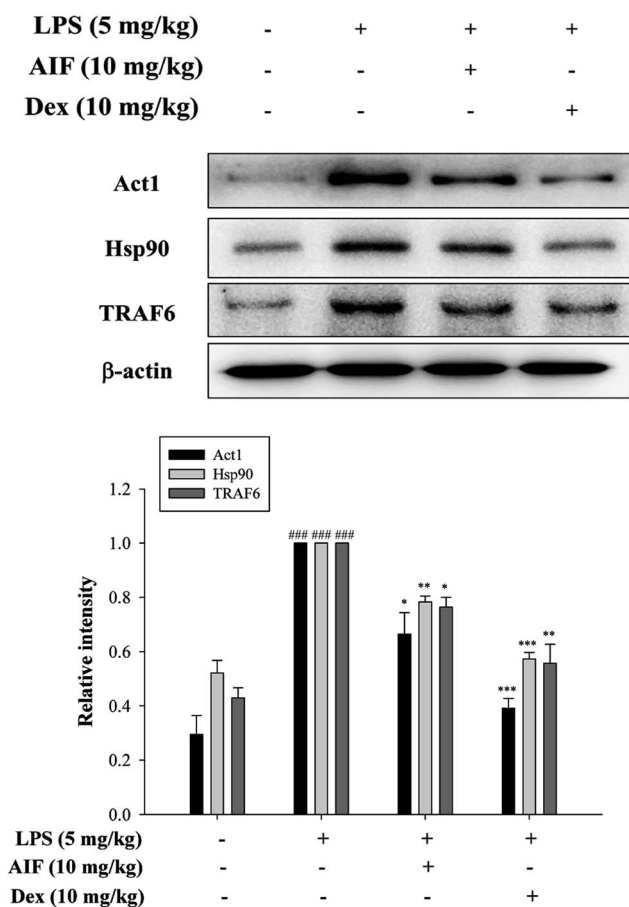 LPS (5 mg/kg) - + + +
AIF (10 mg/kg) - - + -
Dex (10 mg/kg) - - - +
Act1
Hsp90
TRAF6
β-actin
Act1
Hsp90
TRAF6
1.2
1.0
0.8
0.6
0.4
0.2
0.0
Relative intensity
### ### ###
* ** *
*** *** **
LPS (5 mg/kg) - + + +
AIF (10 mg/kg) - - + -
Dex (10 mg/kg) - - - +